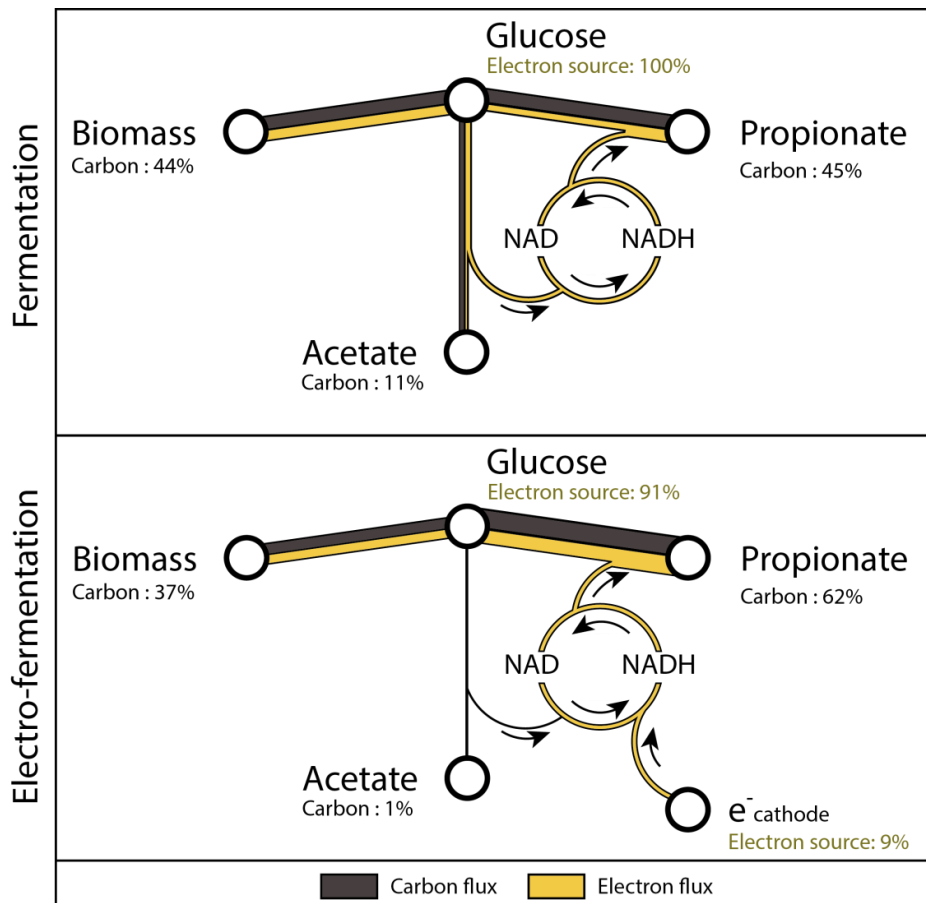 Fermentation
Glucose
Electron source: 100%
Biomass
Carbon : 44%
Propionate
Carbon : 45%
NAD
NADH
Acetate
Carbon : 11%
Electro-fermentation
Glucose
Electron source: 91%
Biomass
Carbon : 37%
Propionate
Carbon : 62%
NAD
NADH
Acetate
Carbon : 1%
e⁻cathode
Electron source: 9%
Carbon flux
Electron flux